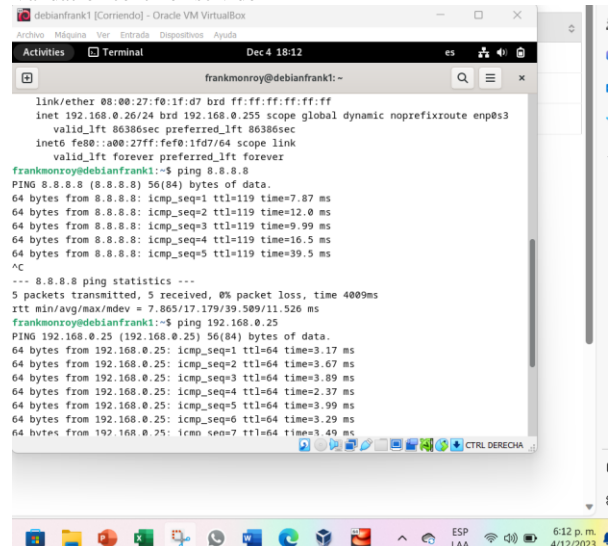 debianfrank1 [Corriendo] - Oracle VM VirtualBox
Archivo Máquina Ver Entrada Dispositivos Ayuda
Activities Terminal Dec 4 18:12 es
frankmonroy@debianfrank1: ~
link/ether 08:00:27:f0:1f:d7 brd ff:ff:ff:ff:ff:ff
inet 192.168.0.26/24 brd 192.168.0.255 scope global dynamic noprefixroute enp0s3
valid_lft 86386sec preferred_lft 86386sec
inet6 fe80::a00:27ff:fef0:1fd7/64 scope link
valid_lft forever preferred_lft forever
frankmonroy@debianfrank1:~$ ping 8.8.8.8
PING 8.8.8.8 (8.8.8.8) 56(84) bytes of data.
64 bytes from 8.8.8.8: icmp_seq=1 ttl=119 time=7.87 ms
64 bytes from 8.8.8.8: icmp_seq=2 ttl=119 time=12.0 ms
64 bytes from 8.8.8.8: icmp_seq=3 ttl=119 time=9.99 ms
64 bytes from 8.8.8.8: icmp_seq=4 ttl=119 time=16.5 ms
64 bytes from 8.8.8.8: icmp_seq=5 ttl=119 time=39.5 ms
^C
--- 8.8.8.8 ping statistics ---
5 packets transmitted, 5 received, 0% packet loss, time 4009ms
rtt min/avg/max/mdev = 7.865/17.179/39.509/11.526 ms
frankmonroy@debianfrank1:~$ ping 192.168.0.25
PING 192.168.0.25 (192.168.0.25) 56(84) bytes of data.
64 bytes from 192.168.0.25: icmp_seq=1 ttl=64 time=3.17 ms
64 bytes from 192.168.0.25: icmp_seq=2 ttl=64 time=3.67 ms
64 bytes from 192.168.0.25: icmp_seq=3 ttl=64 time=3.89 ms
64 bytes from 192.168.0.25: icmp_seq=4 ttl=64 time=2.37 ms
64 bytes from 192.168.0.25: icmp_seq=5 ttl=64 time=3.99 ms
64 bytes from 192.168.0.25: icmp_seq=6 ttl=64 time=3.29 ms
64 bytes from 192.168.0.25: icmp_seq=7 ttl=64 time=3.49 ms
CTRL DERECHA
ESP
LAA
6:12 p. m.
4/12/2023